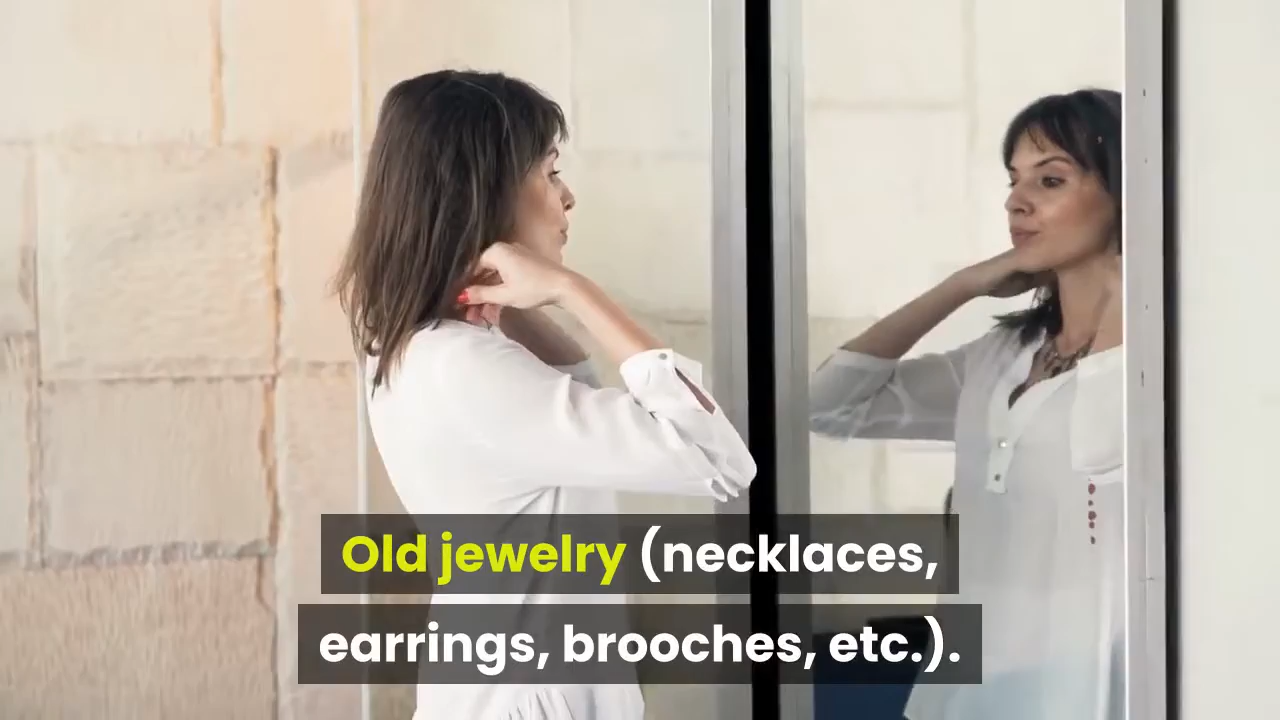 Old jewelry (necklaces,
earrings, brooches, etc.).